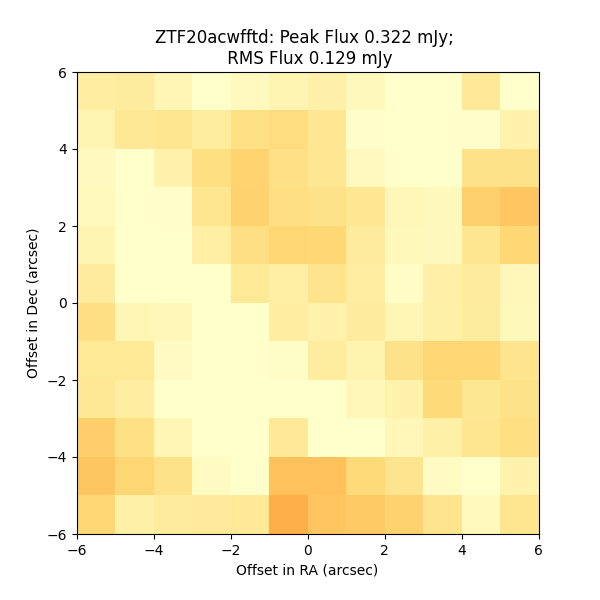 ZTF20acwfftd: Peak Flux 0.322 mJy;
RMS Flux 0.129 mJy
6
4
2
0
−2
−4
−6
Offset in Dec (arcsec)
−6 −4 −2 0 2 4 6
Offset in RA (arcsec)